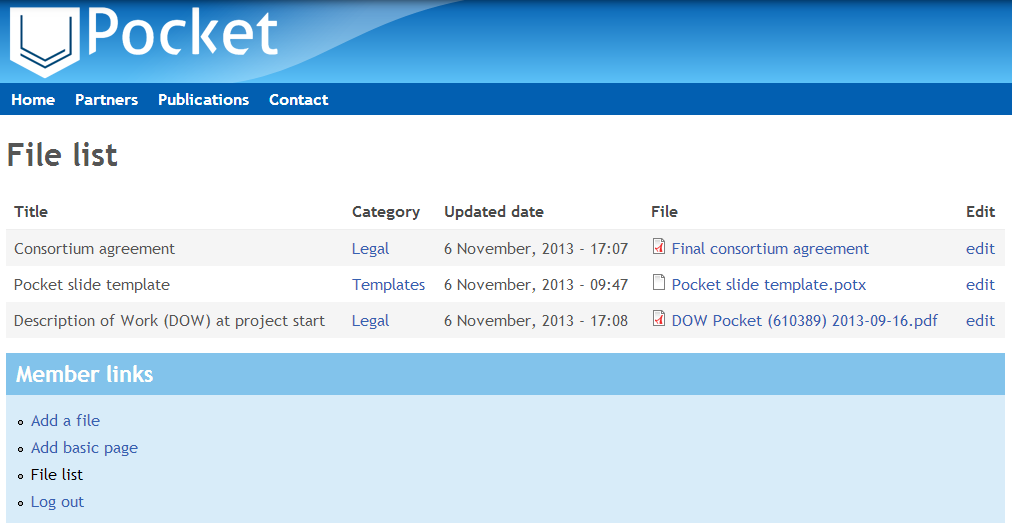 Pocket
Home Partners Publications Contact
File list
Title Category Updated date File Edit
Consortium agreement Legal 6 November, 2013 - 17:07 Final consortium agreement edit
Pocket slide template Templates 6 November, 2013 - 09:47 Pocket slide template.potx edit
Description of Work (DOW) at project start Legal 6 November, 2013 - 17:08 DOW Pocket (610389) 2013-09-16.pdf edit
Member links
Add a file
Add basic page
File list
Log out